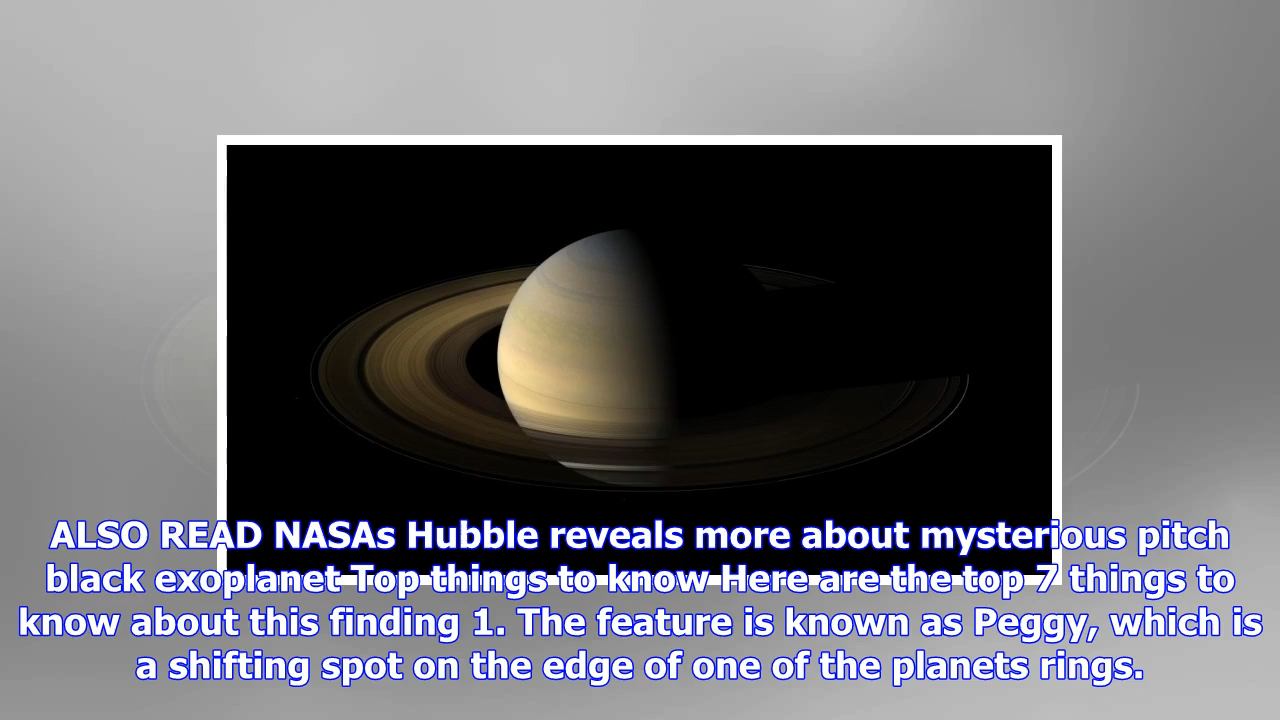 ALSO READ NASAs Hubble reveals more about mysterious pitch
black exoplanet Top things to know Here are the top 7 things to
know about this finding 1. The feature is known as Peggy, which is
a shifting spot on the edge of one of the planets rings.